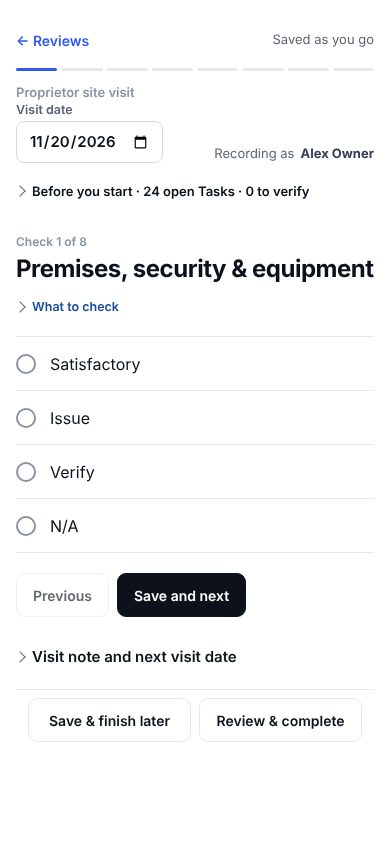 ← Reviews
Saved as you go
Proprietor site visit
Visit date
11/20/2026
Recording as Alex Owner
Before you start · 24 open Tasks · 0 to verify
Check 1 of 8
Premises, security & equipment
What to check
Satisfactory
Issue
Verify
N/A
Previous
Save and next
Visit note and next visit date
Save & finish later
Review & complete